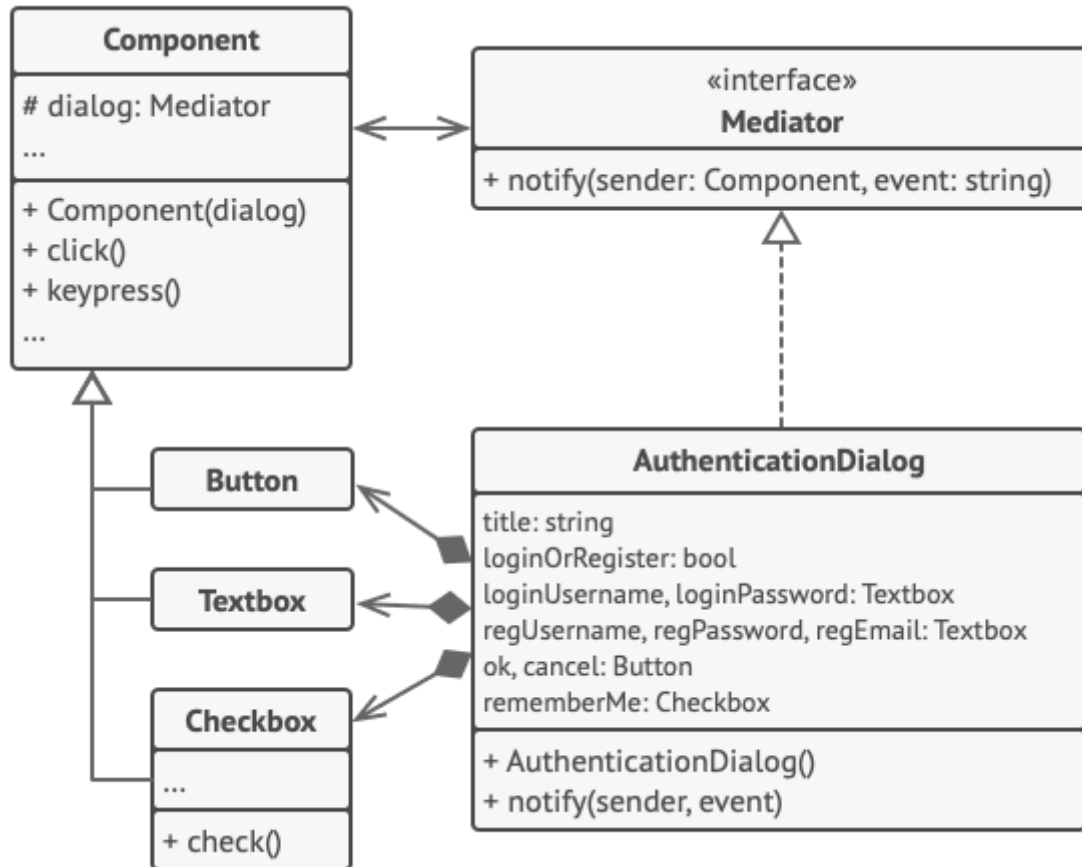 Component
# dialog: Mediator
...
+ Component(dialog)
+ click()
+ keypress()
...
«interface»
Mediator
+ notify(sender: Component, event: string)
Button
Textbox
Checkbox
...
+ check()
AuthenticationDialog
title: string
loginOrRegister: bool
loginUsername, loginPassword: Textbox
regUsername, regPassword, regEmail: Textbox
ok, cancel: Button
rememberMe: Checkbox
+ AuthenticationDialog()
+ notify(sender, event)